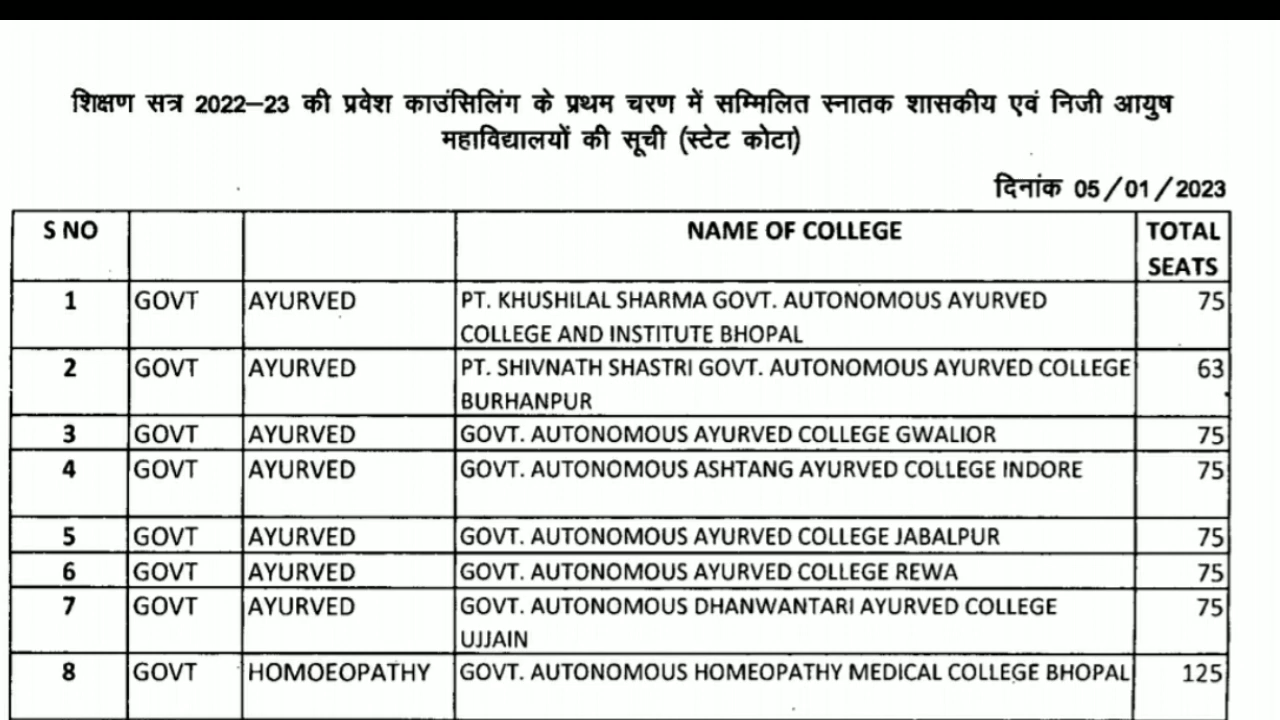 शिक्षण सत्र 2022–23 की प्रवेश काउंसिलिंग के प्रथम चरण में सम्मिलित स्नातक शासकीय एवं निजी आयुष
महाविद्यालयों की सूची (स्टेट कोटा)
दिनांक 05/01/2023
S NO NAME OF COLLEGE TOTAL
SEATS
1 GOVT AYURVED PT. KHUSHILAL SHARMA GOVT. AUTONOMOUS AYURVED 75
COLLEGE AND INSTITUTE BHOPAL
2 GOVT AYURVED PT. SHIVNATH SHASTRI GOVT. AUTONOMOUS AYURVED COLLEGE 63
BURHANPUR
3 GOVT AYURVED GOVT. AUTONOMOUS AYURVED COLLEGE GWALIOR 75
4 GOVT AYURVED GOVT. AUTONOMOUS ASHTANG AYURVED COLLEGE INDORE 75
5 GOVT AYURVED GOVT. AUTONOMOUS AYURVED COLLEGE JABALPUR 75
6 GOVT AYURVED GOVT. AUTONOMOUS AYURVED COLLEGE REWA 75
7 GOVT AYURVED GOVT. AUTONOMOUS DHANWANTARI AYURVED COLLEGE 75
UJJAIN
8 GOVT HOMOEOPATHY GOVT. AUTONOMOUS HOMEOPATHY MEDICAL COLLEGE BHOPAL 125